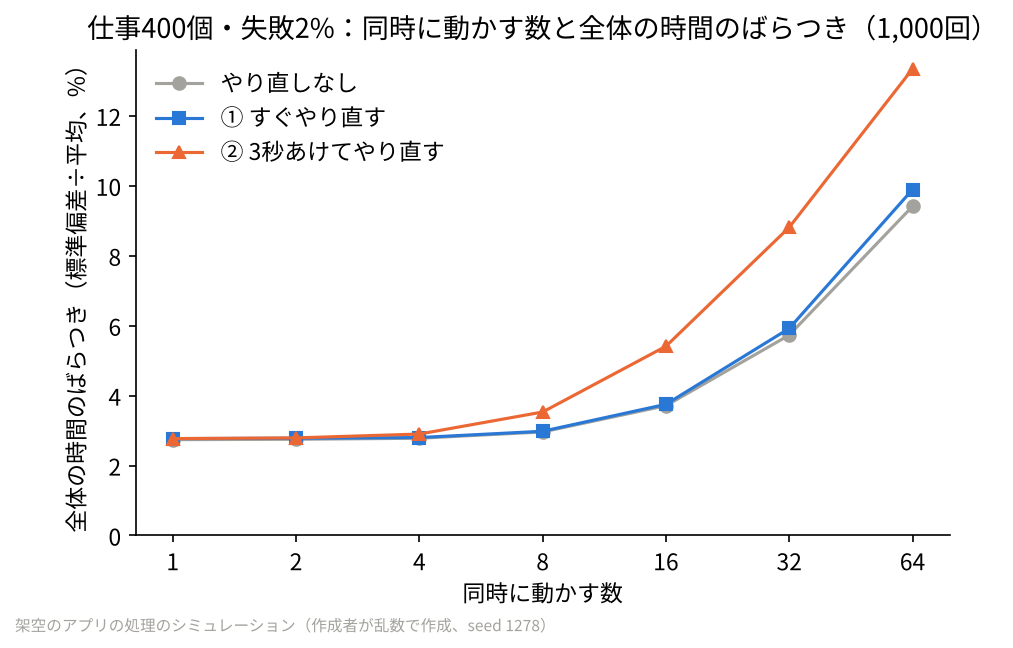 仕事400個・失敗2%：同時に動かす数と全体の時間のばらつき（1,000回）
全体の時間のばらつき（標準偏差÷平均、%）
12
10
8
6
4
2
0
やり直しなし
① すぐやり直す
② 3秒あけてやり直す
1 2 4 8 16 32 64
同時に動かす数
架空のアプリの処理のシミュレーション（作成者が乱数で作成、seed 1278）